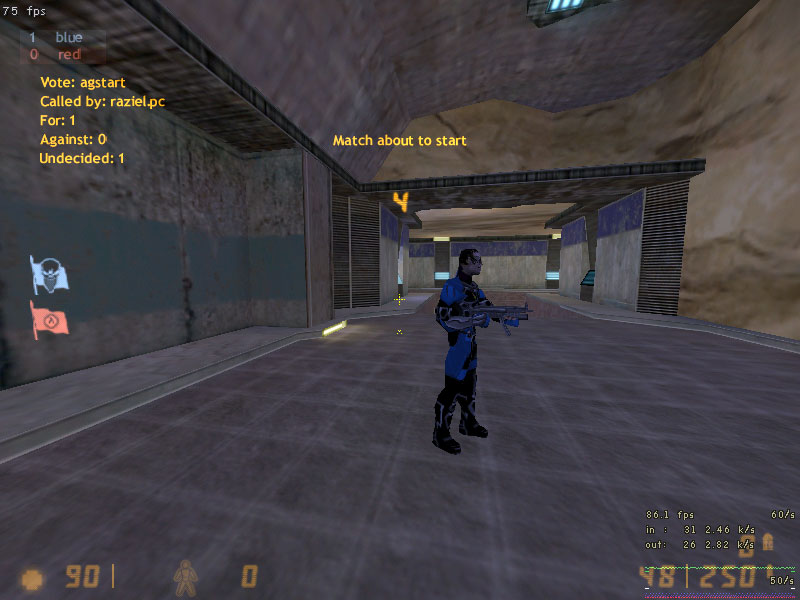 75 fps
1 blue
0 red
Vote: agstart
Called by: raziel.pc
For: 1
Against: 0
Undecided: 1
Match about to start
4
86.1 fps 60/s
in : 31 2.46 k/s
out: 26 2.82 k/s
50/s
90
0
48 250